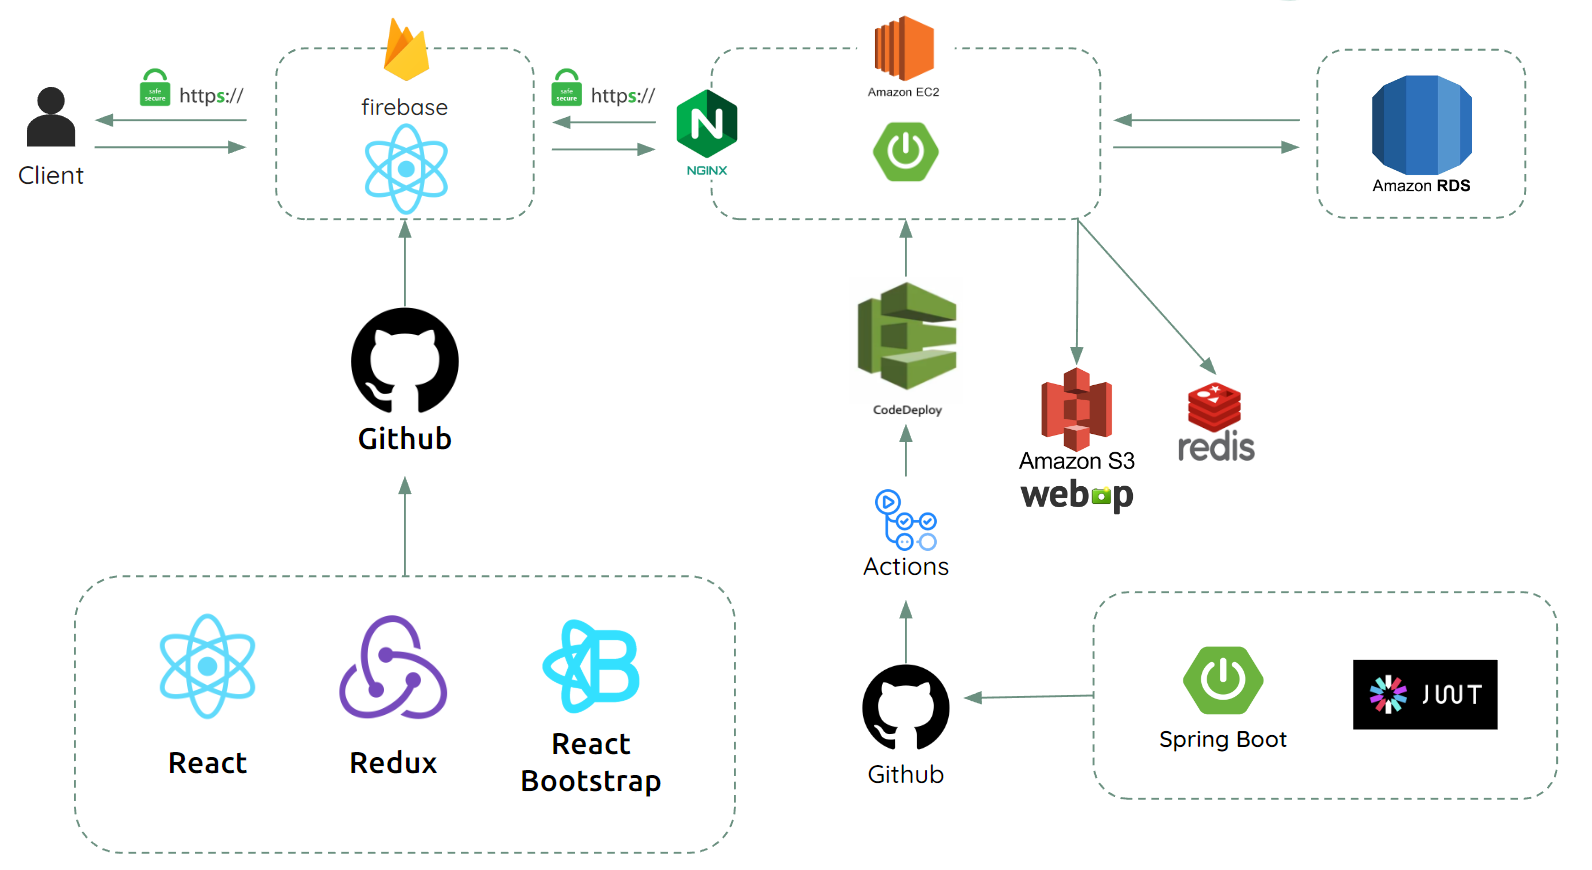 Amazon EC2
safe
secure
https://
safe
secure
https://
firebase
N
NGINX
Client
Amazon RDS
CodeDeploy
Github
Amazon S3
webp
redis
Actions
React
Redux
B
React
Bootstrap
Github
Spring Boot
JWT